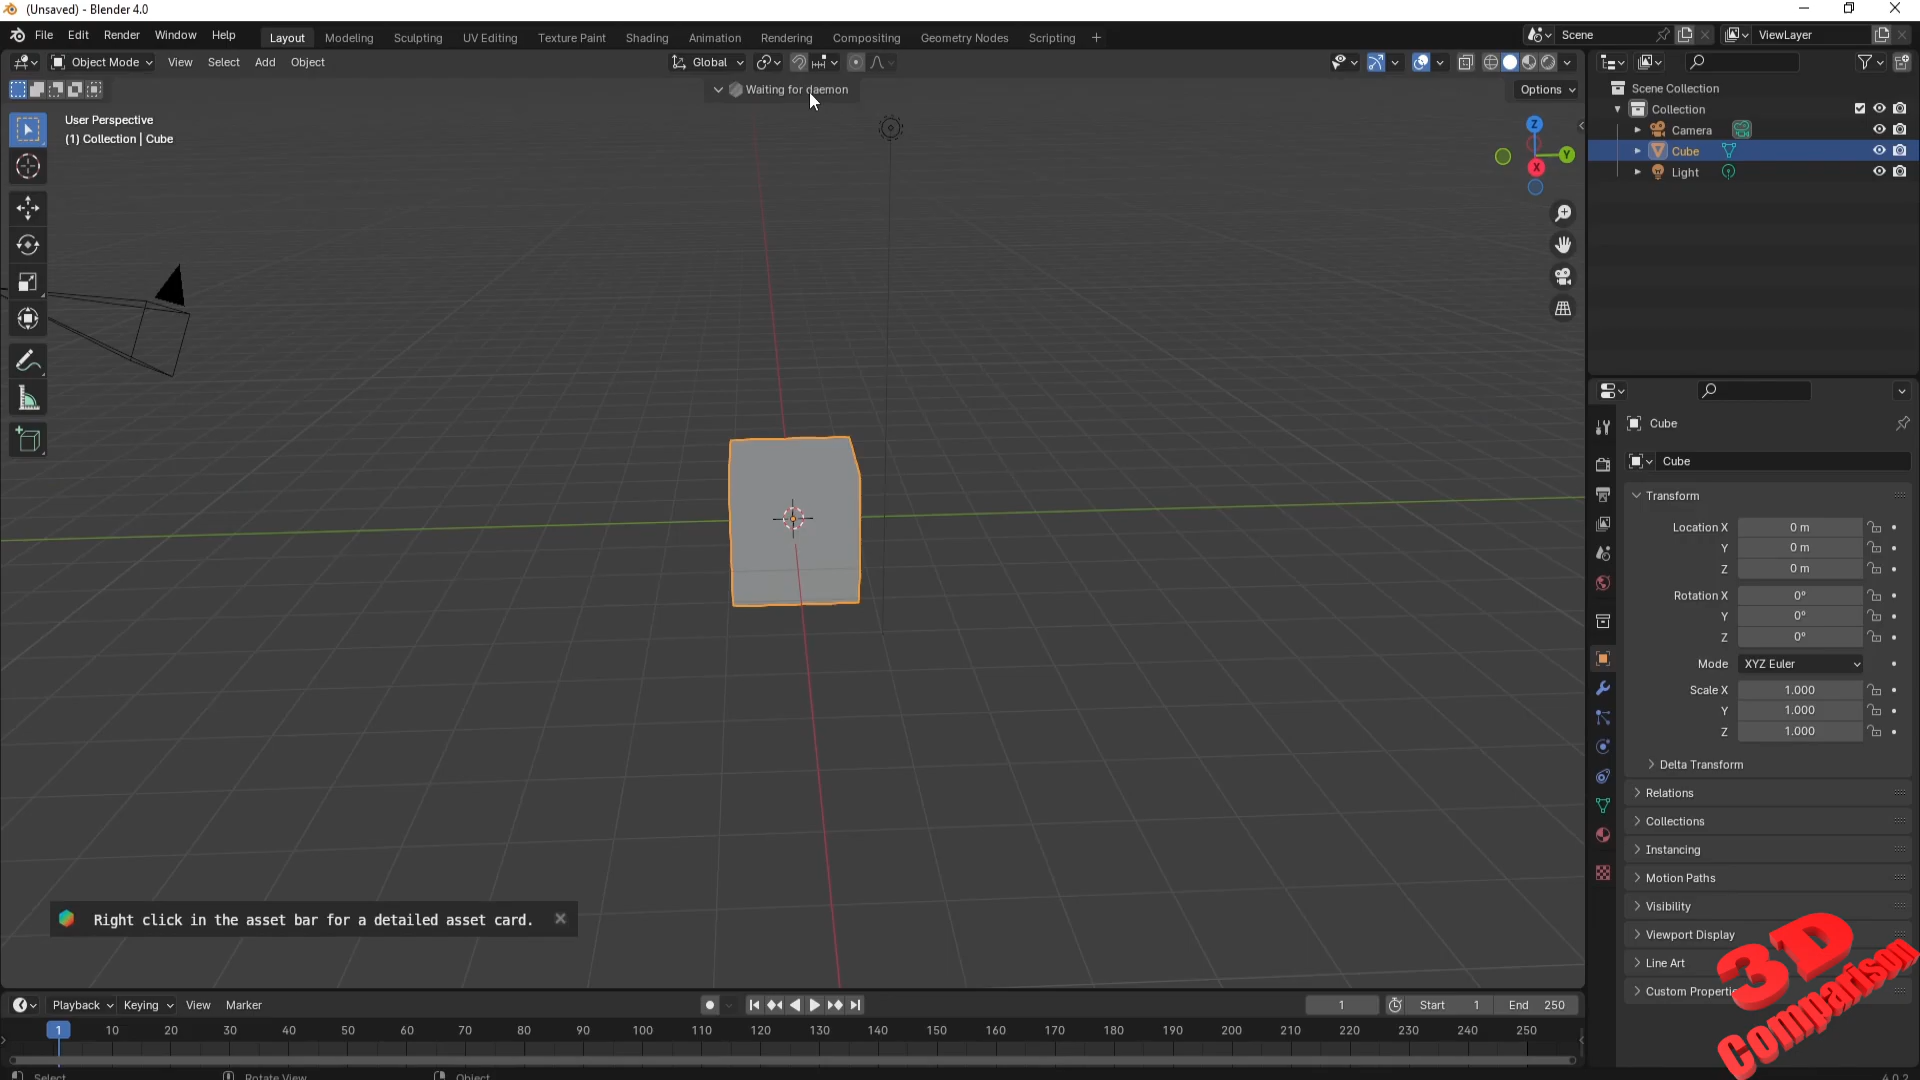 (Unsaved) - Blender 4.0
File Edit Render Window Help
Layout Modeling Sculpting UV Editing Texture Paint Shading Animation Rendering Compositing Geometry Nodes Scripting +
Scene
ViewLayer
Object Mode View Select Add Object
Global
Waiting for daemon
Options
User Perspective
(1) Collection | Cube
Z
Y
X
Scene Collection
Collection
Camera
Cube
Light
Cube
Cube
Transform
Location X 0 m
Y 0 m
Z 0 m
Rotation X 0°
Y 0°
Z 0°
Mode XYZ Euler
Scale X 1.000
Y 1.000
Z 1.000
Delta Transform
Relations
Collections
Instancing
Motion Paths
Visibility
Viewport Display
Line Art
Custom Properti
Right click in the asset bar for a detailed asset card.
3D
Comparison
Playback Keying View Marker
1 Start 1 End 250
1 10 20 30 40 50 60 70 80 90 100 110 120 130 140 150 160 170 180 190 200 210 220 230 240 250
Select Rotate View Object
4.0.2